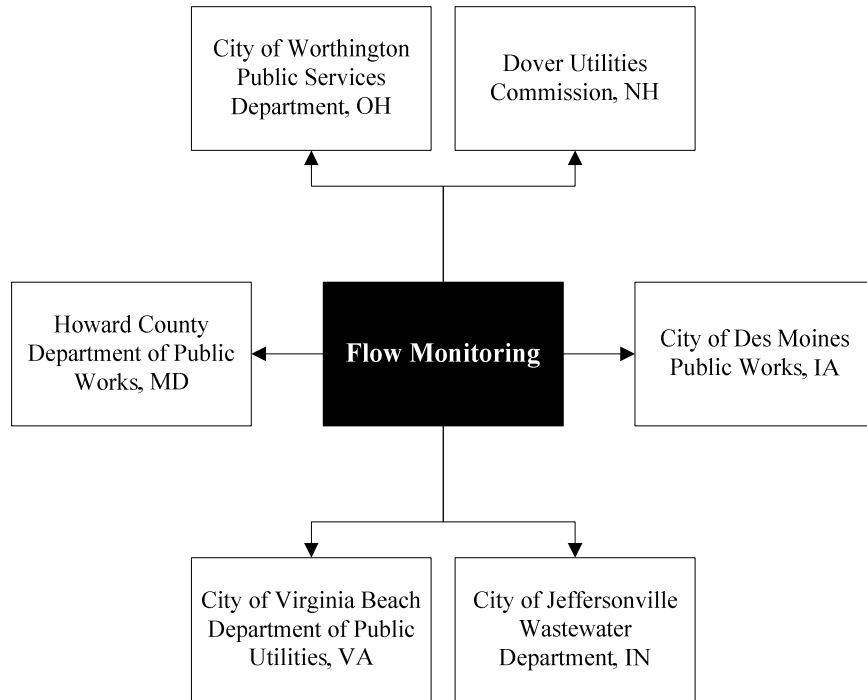 City of Worthington
Public Services
Department, OH
Dover Utilities
Commission, NH
Howard County
Department of Public
Works, MD
Flow Monitoring
City of Des Moines
Public Works, IA
City of Virginia Beach
Department of Public
Utilities, VA
City of Jeffersonville
Wastewater
Department, IN